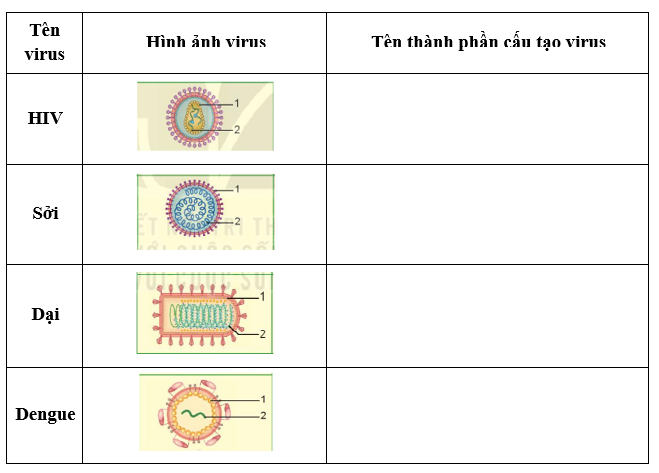 Tên virus
Hình ảnh virus
Tên thành phần cấu tạo virus
HIV
1
2
Sởi
1
2
Dại
1
2
Dengue
1
2